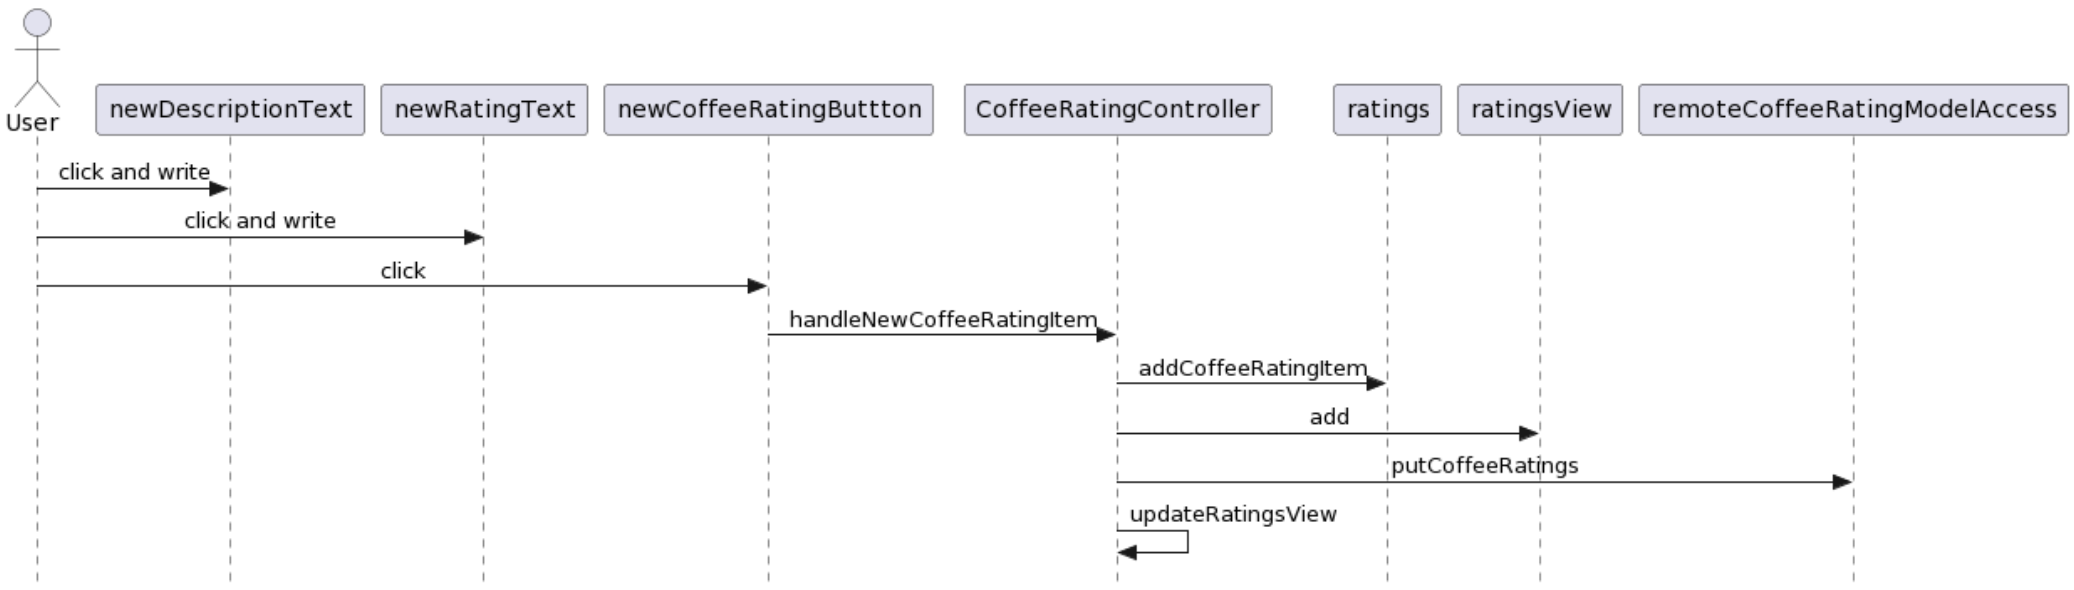 User
newDescriptionText
newRatingText
newCoffeeRatingButtton
CoffeeRatingController
ratings
ratingsView
remoteCoffeeRatingModelAccess
click and write
click and write
click
handleNewCoffeeRatingItem
addCoffeeRatingItem
add
putCoffeeRatings
updateRatingsView